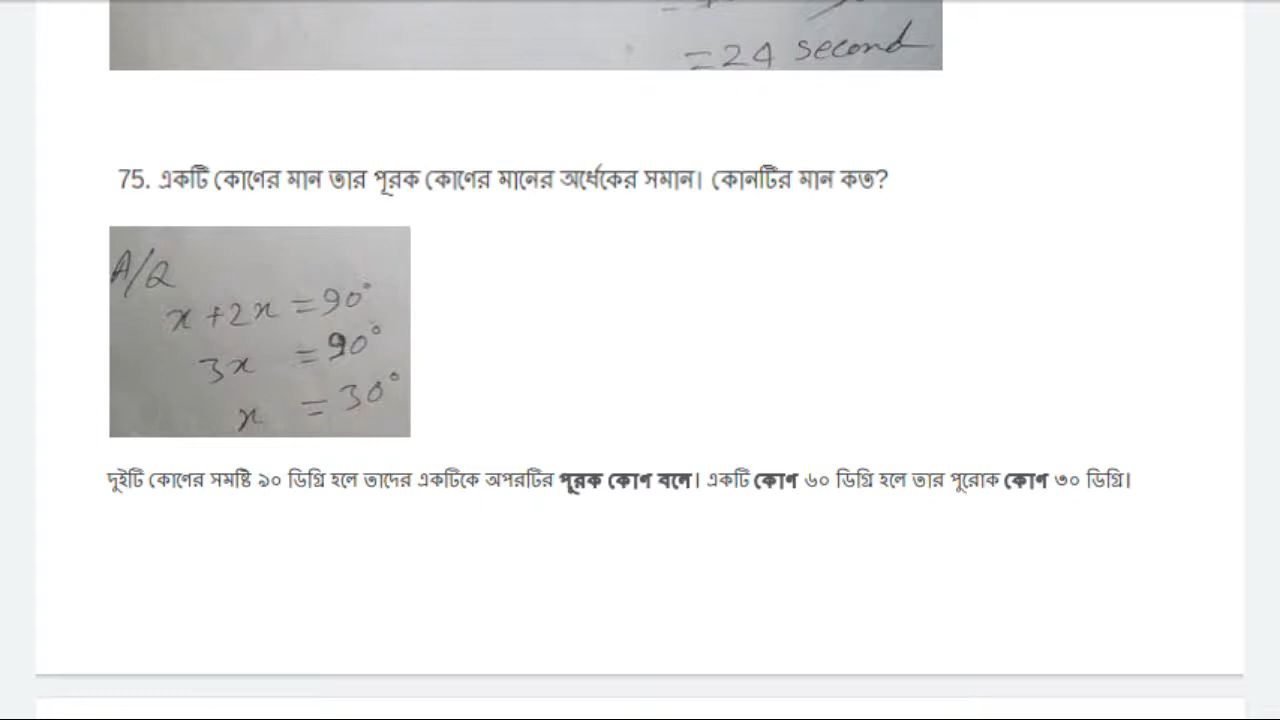 = 24 second
75. একটি কোণের মান তার পূরক কোণের মানের অর্ধেকের সমান। কোনটির মান কত?
A/Q
x + 2x = 90°
3x = 90°
x = 30°
দুইটি কোণের সমষ্টি ৯০ ডিগ্রি হলে তাদের একটিকে অপরটির পূরক কোণ বলে। একটি কোণ ৬০ ডিগ্রি হলে তার পুরোক কোণ ৩০ ডিগ্রি।